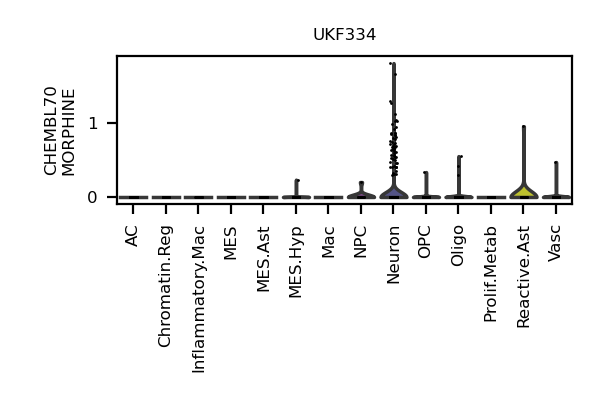 UKF334
CHEMBL70
MORPHINE
1
0
AC
Chromatin.Reg
Inflammatory.Mac
MES
MES.Ast
MES.Hyp
Mac
NPC
Neuron
OPC
Oligo
Prolif.Metab
Reactive.Ast
Vasc